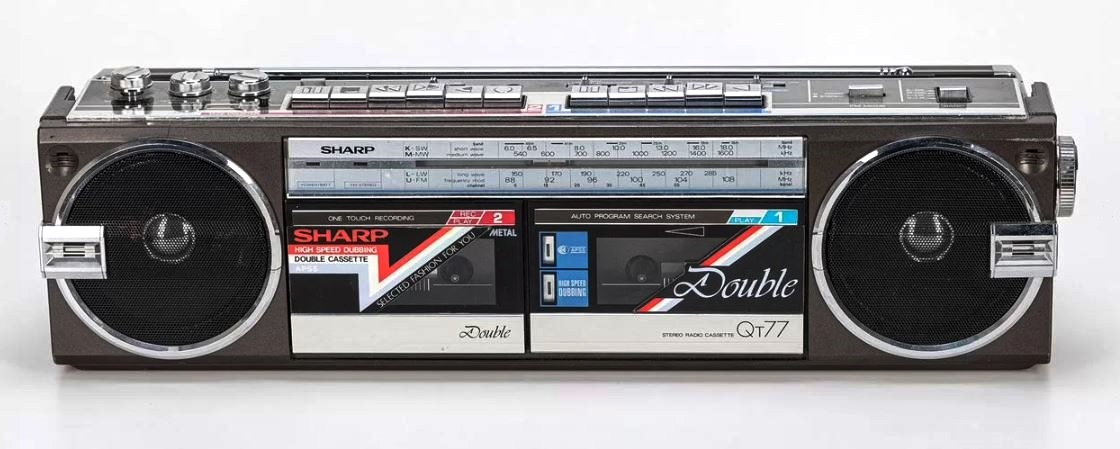 SHARP
K-SW short wave 6.0 6.5 8.0 10.0 13.0 16.0 18.0 MHz
M-MW medium wave 540 600 700 800 1000 1200 1400 1600 kHz
L-LW long wave 150 170 190 220 250 270 285 kHz
U-FM 88 92 96 100 104 108 MHz
channel
ONE TOUCH RECORDING
REC PLAY 2
METAL
SHARP
HIGH SPEED DUBBING
DOUBLE CASSETTE
APSS
SELECTED FASHION FOR YOU
Double
AUTO PROGRAM SEARCH SYSTEM
PLAY 1
APSS
HIGH SPEED
DUBBING
Double
STEREO RADIO CASSETTE QT77